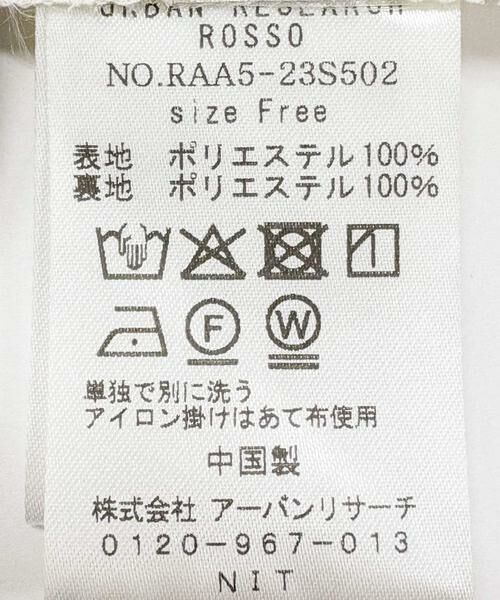 URBAN RESEARCH
ROSSO
NO.RAA5-23S502
size Free
表地 ポリエステル100%
裏地 ポリエステル100%
F W
単独で別に洗う
アイロン掛けはあて布使用
中国製
株式会社 アーバンリサーチ
0120-967-013
NIT